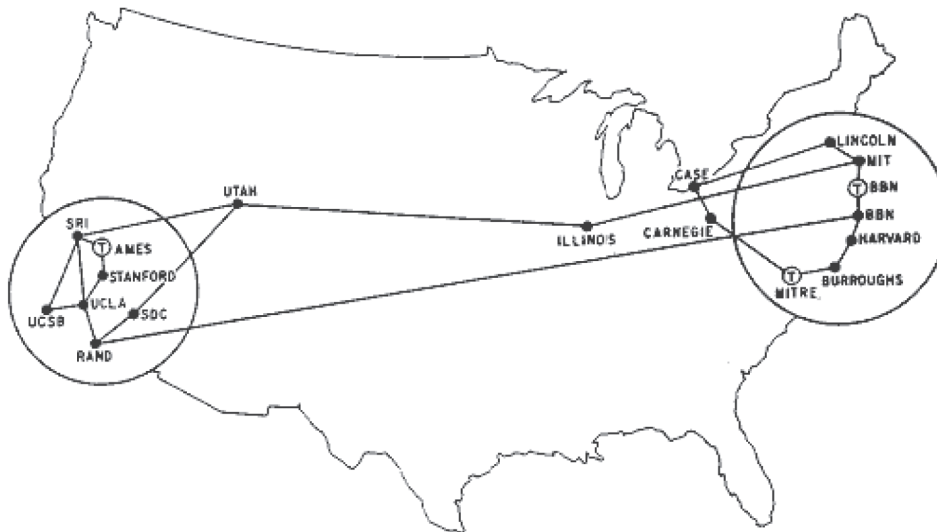 LINCOLN
MIT
CASE
T BBN
UTAH
BBN
SRI
ILLINOIS
CARNEGIE
HARVARD
T AMES
STANFORD
T
BURROUGHS
MITRE
UCLA
SDC
UCSB
RAND